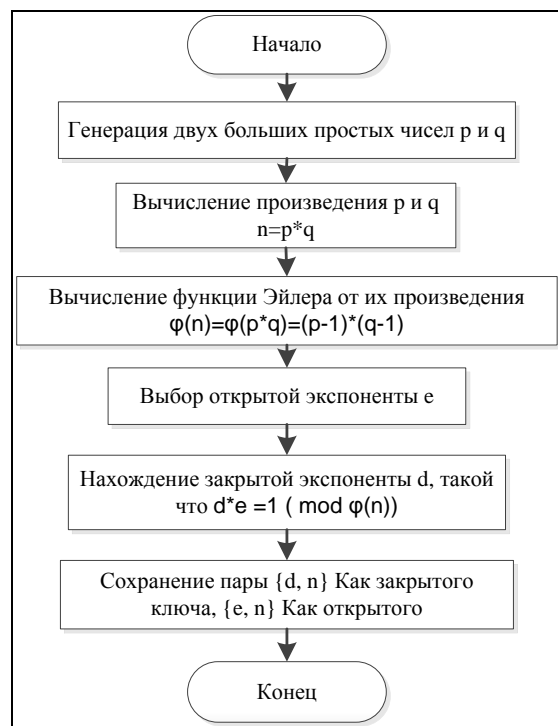 Начало
Генерация двух больших простых чисел p и q
Вычисление произведения p и q
n=p*q
Вычисление функции Эйлера от их произведения
φ(n)=φ(p*q)=(p-1)*(q-1)
Выбор открытой экспоненты e
Нахождение закрытой экспоненты d, такой
что d*e =1 ( mod φ(n))
Сохранение пары {d, n} Как закрытого
ключа, {e, n} Как открытого
Конец